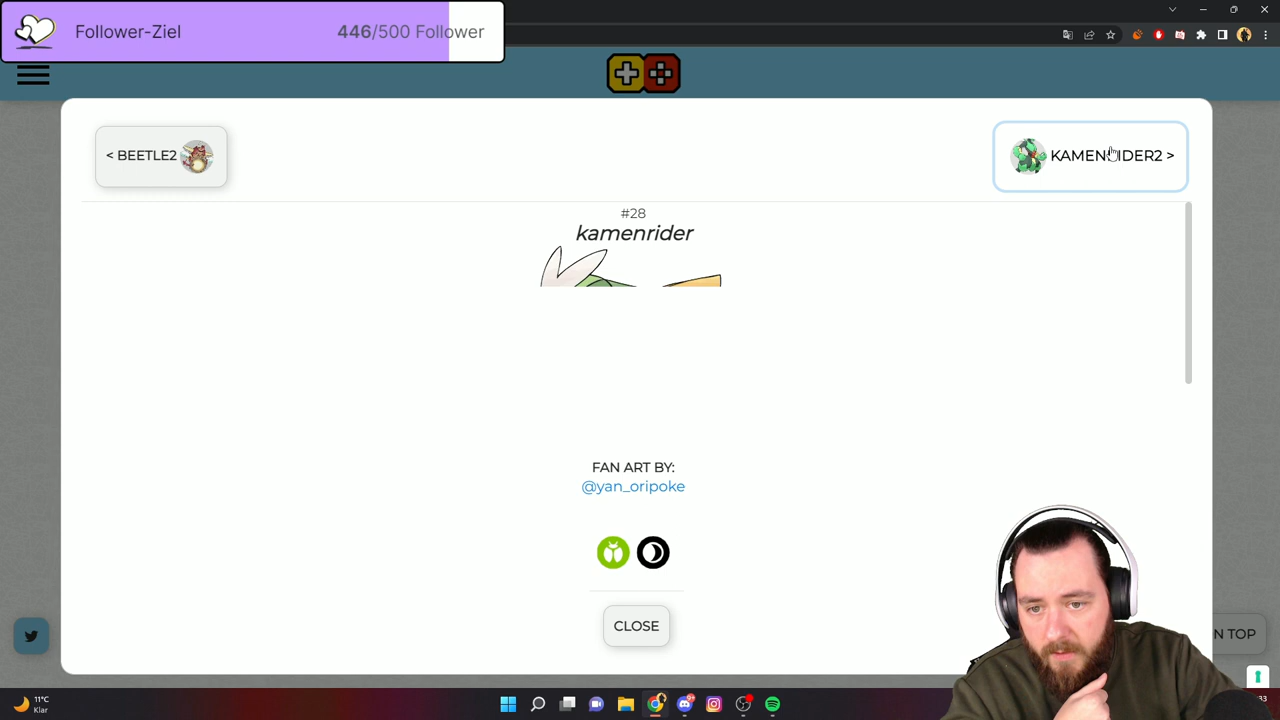 Follower-Ziel
446/500 Follower
< BEETLE2
KAMENRIDER2 >
#28
kamenrider
FAN ART BY:
@yan_oripoke
CLOSE
N TOP
11°C
Klar